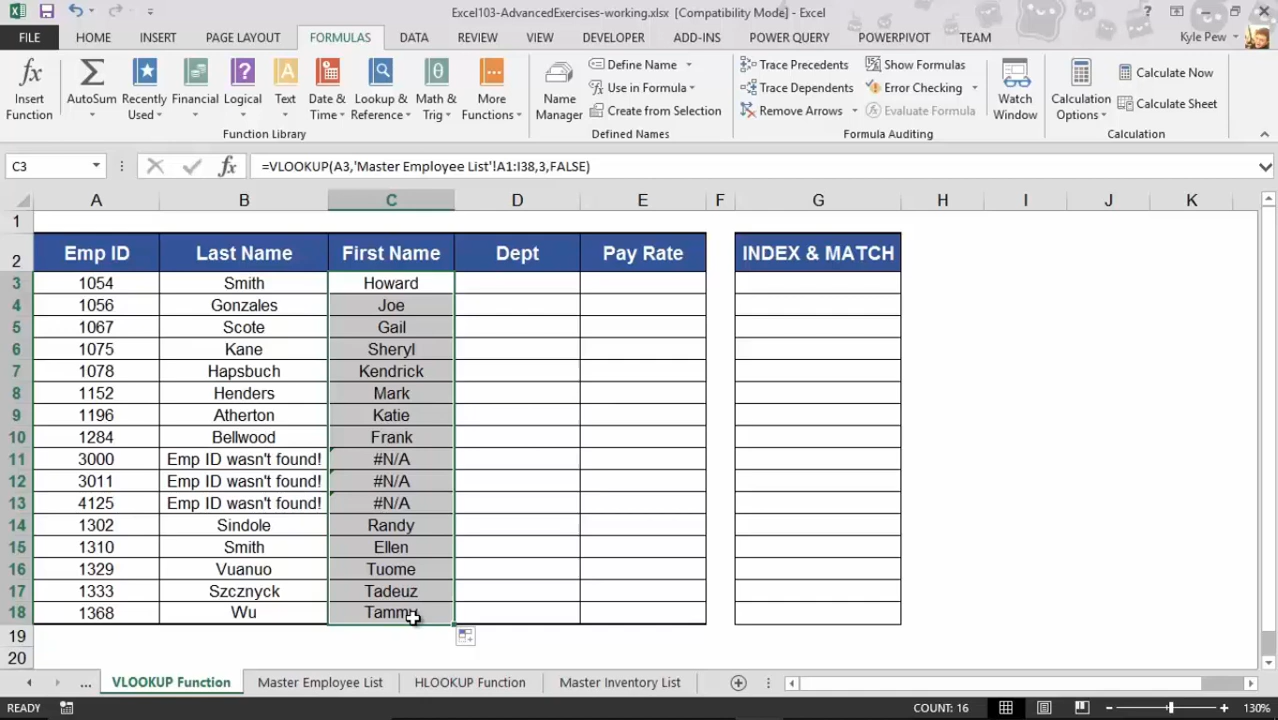 Excel103-AdvancedExercises-working.xlsx [Compatibility Mode] - Excel
?
FILE HOME INSERT PAGE LAYOUT FORMULAS DATA REVIEW VIEW DEVELOPER ADD-INS POWER QUERY POWERPIVOT TEAM Kyle Pew
Insert Function
AutoSum
Recently Used
Financial
Logical
Text
Date & Time
Lookup & Reference
Math & Trig
More Functions
Function Library
Name Manager
Define Name
Use in Formula
Create from Selection
Defined Names
Trace Precedents
Trace Dependents
Remove Arrows
Show Formulas
Error Checking
Evaluate Formula
Formula Auditing
Watch Window
Calculation Options
Calculate Now
Calculate Sheet
Calculation
C3 fx =VLOOKUP(A3,'Master Employee List'!A1:I38,3,FALSE)
A B C D E F G H I J K
1
2 Emp ID Last Name First Name Dept Pay Rate INDEX & MATCH
3 1054 Smith Howard
4 1056 Gonzales Joe
5 1067 Scote Gail
6 1075 Kane Sheryl
7 1078 Hapsbuch Kendrick
8 1152 Henders Mark
9 1196 Atherton Katie
10 1284 Bellwood Frank
11 3000 Emp ID wasn't found! #N/A
12 3011 Emp ID wasn't found! #N/A
13 4125 Emp ID wasn't found! #N/A
14 1302 Sindole Randy
15 1310 Smith Ellen
16 1329 Vuanuo Tuome
17 1333 Szcznyck Tadeuz
18 1368 Wu Tammy
19
20
... VLOOKUP Function Master Employee List HLOOKUP Function Master Inventory List
READY COUNT: 16 130%